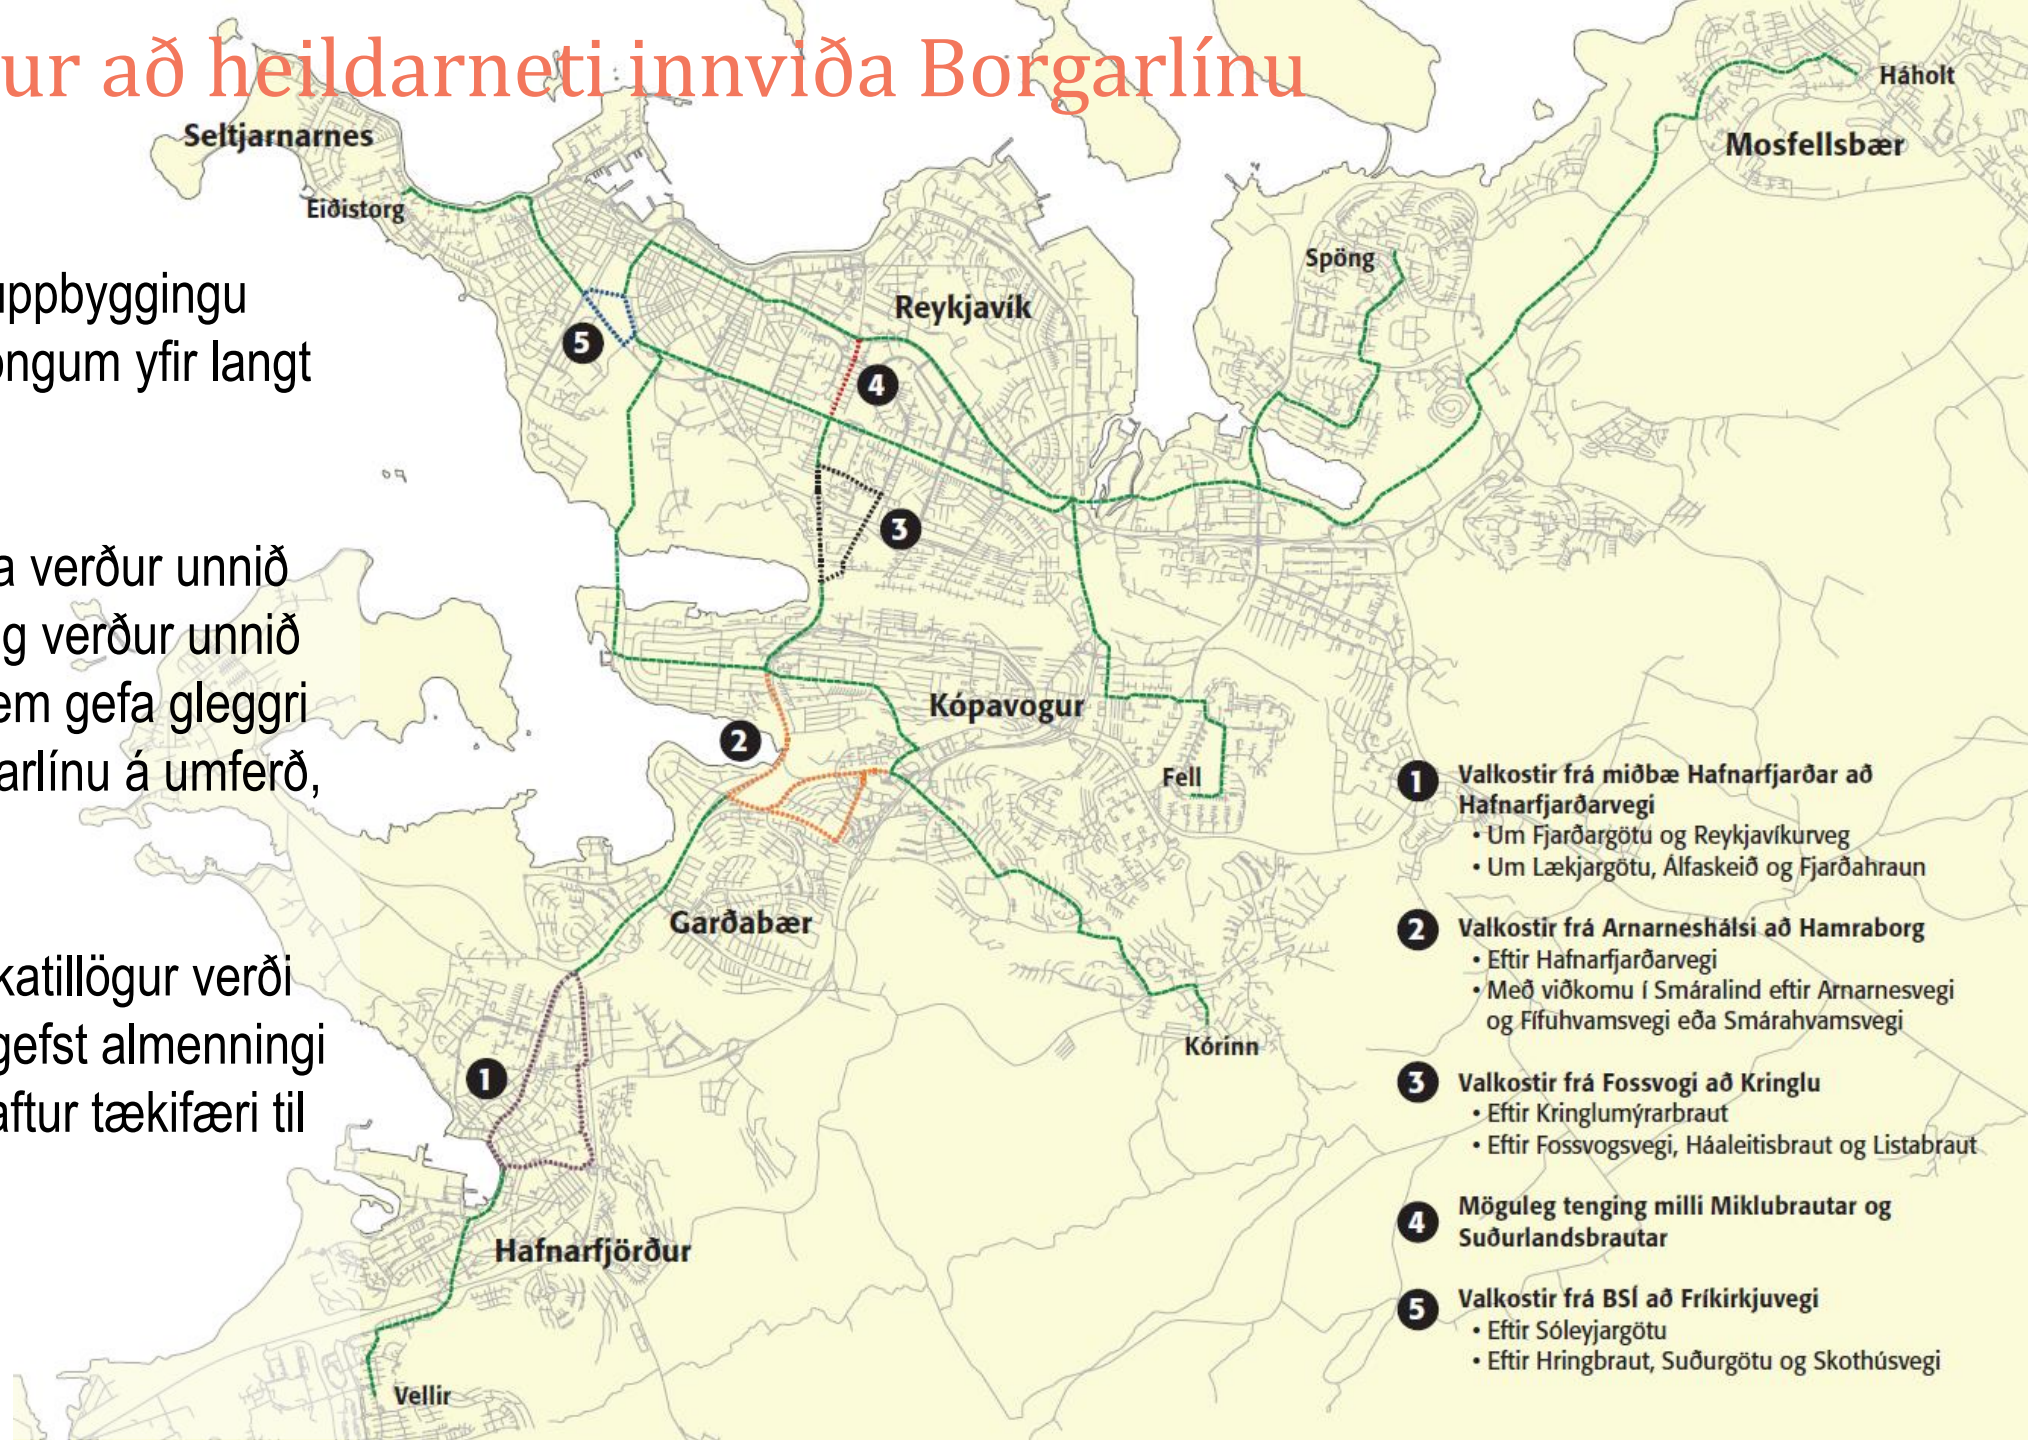 ur að heildarneti innviða Borgarlínu
uppbyggingu
öngum yfir langt
a verður unnið
g verður unnið
em gefa gleggri
arlínu á umferð,
katillögur verði
gefst almenningi
aftur tækifæri til
Seltjarnarnes
Eiðistorg
Háholt
Mosfellsbær
Spöng
Reykjavík
5
4
3
Kópavogur
2
Fell
Garðabær
Kórinn
1
Hafnarfjörður
Vellir
1 Valkostir frá miðbæ Hafnarfjarðar að
Hafnarfjarðarvegi
• Um Fjarðargötu og Reykjavíkurveg
• Um Lækjargötu, Álfaskeið og Fjarðahraun
2 Valkostir frá Arnarneshálsi að Hamraborg
• Eftir Hafnarfjarðarvegi
• Með viðkomu í Smáralind eftir Arnarnesvegi
og Fífuhvamsvegi eða Smárahvamsvegi
3 Valkostir frá Fossvogi að Kringlu
• Eftir Kringlumýrarbraut
• Eftir Fossvogsvegi, Háaleitisbraut og Listabraut
4 Möguleg tenging milli Miklubrautar og
Suðurlandsbrautar
5 Valkostir frá BSÍ að Fríkirkjuvegi
• Eftir Sóleyjargötu
• Eftir Hringbraut, Suðurgötu og Skothúsvegi